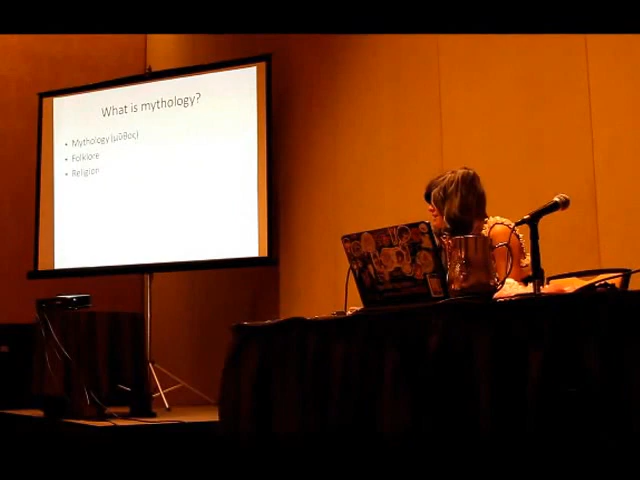 What is mythology?
• Mythology (μῦθος)
• Folklore
• Religion